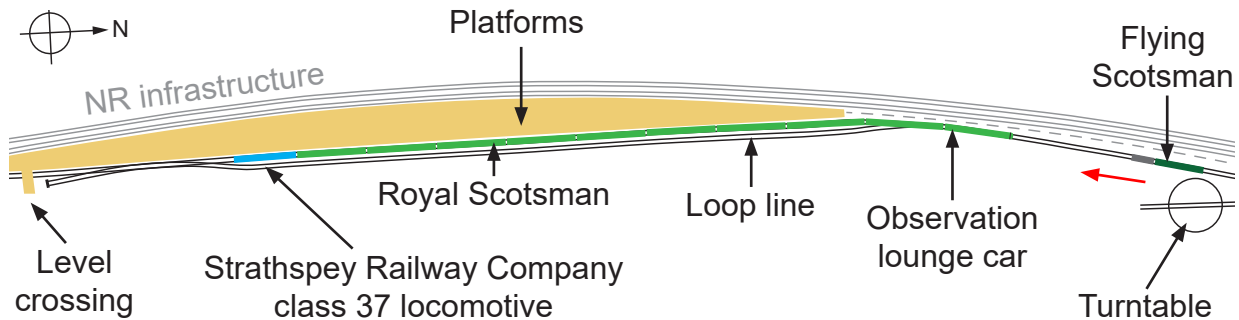 N
Platforms
Flying
Scotsman
NR infrastructure
Royal Scotsman
Loop line
Observation
lounge car
Level
crossing
Strathspey Railway Company
class 37 locomotive
Turntable